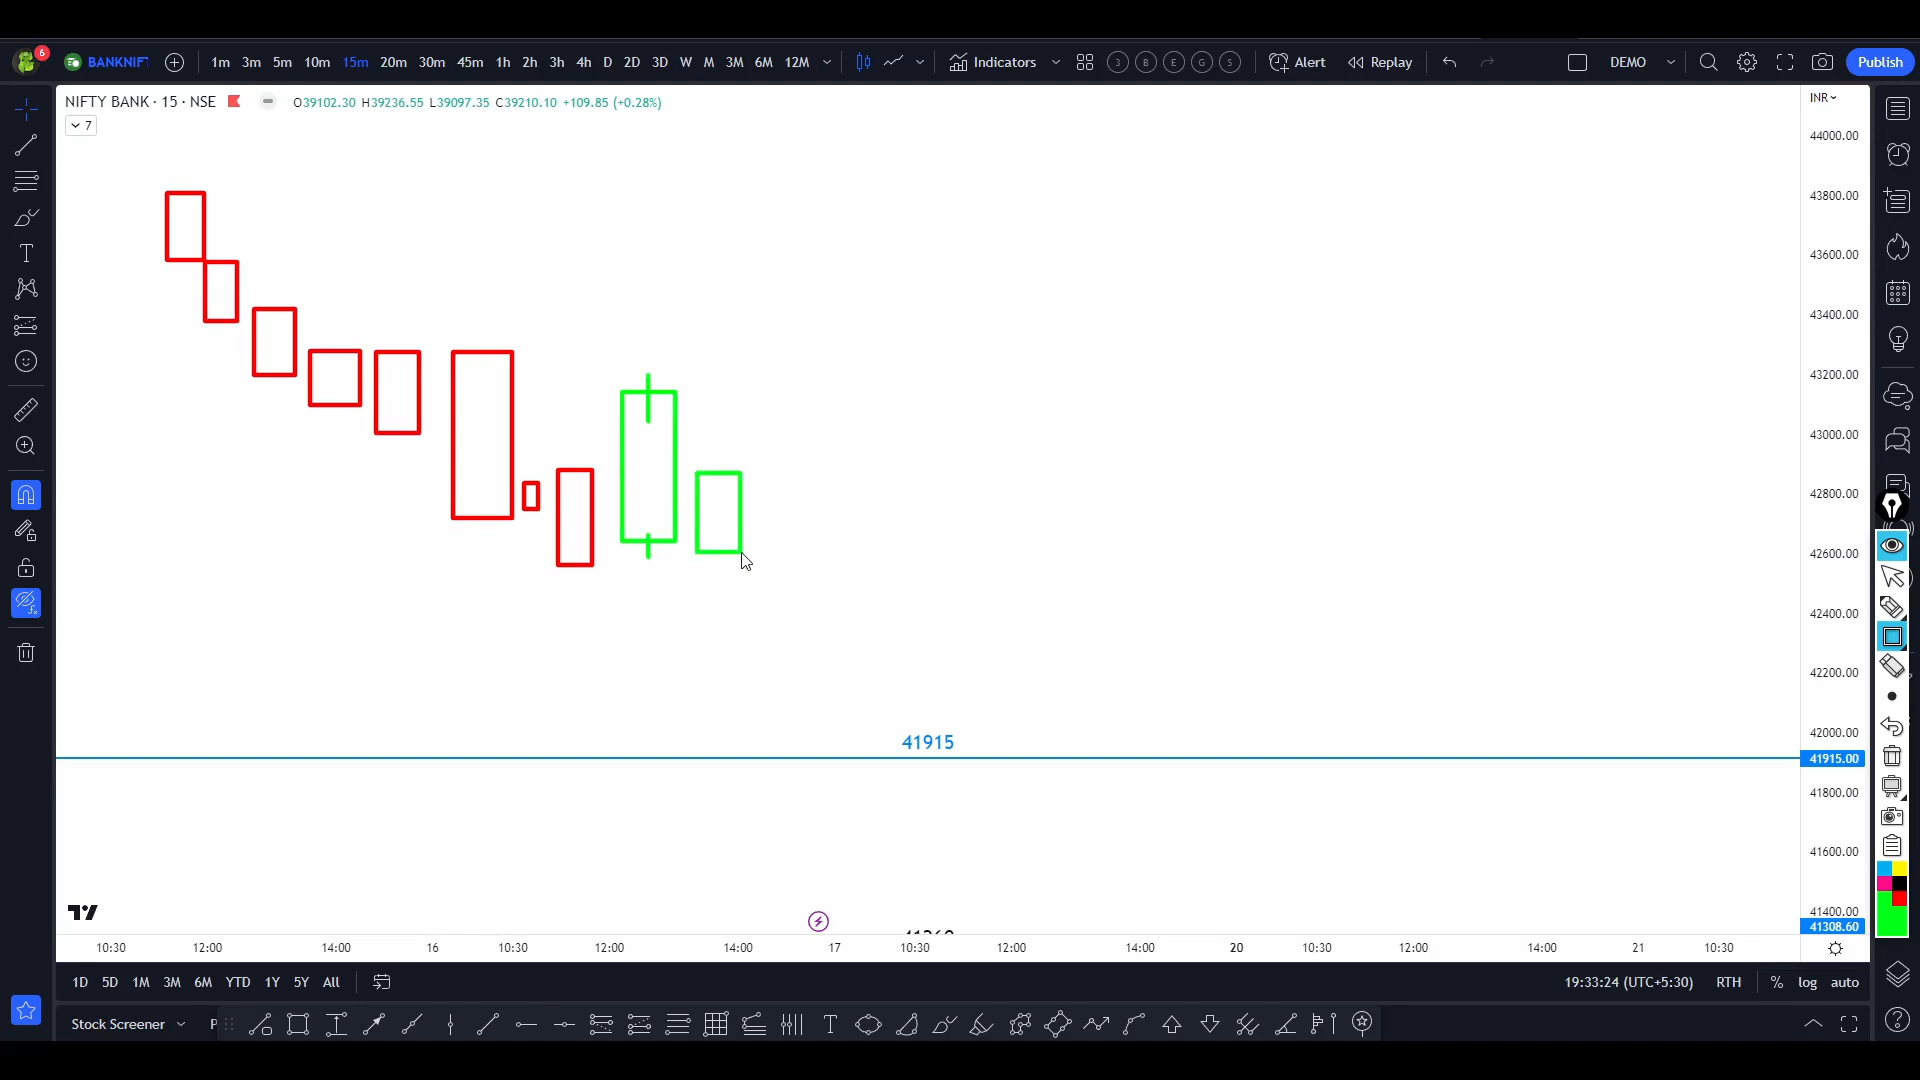 6
BANKNIF
1m 3m 5m 10m 15m 20m 30m 45m 1h 2h 3h 4h D 2D 3D W M 3M 6M 12M
Indicators
3 B E G S
Alert
Replay
DEMO
Publish
NIFTY BANK · 15 · NSE
O39102.30 H39236.55 L39097.35 C39210.10 +109.85 (+0.28%)
INR
7
44000.00
43800.00
43600.00
43400.00
43200.00
43000.00
42800.00
42600.00
42400.00
42200.00
42000.00
41915
41915.00
41800.00
41600.00
41400.00
41308.60
10:30 12:00 14:00 16 10:30 12:00 14:00 17 10:30 12:00 14:00 20 10:30 12:00 14:00 21 10:30
1D 5D 1M 3M 6M YTD 1Y 5Y All
19:33:24 (UTC+5:30) RTH % log auto
Stock Screener P